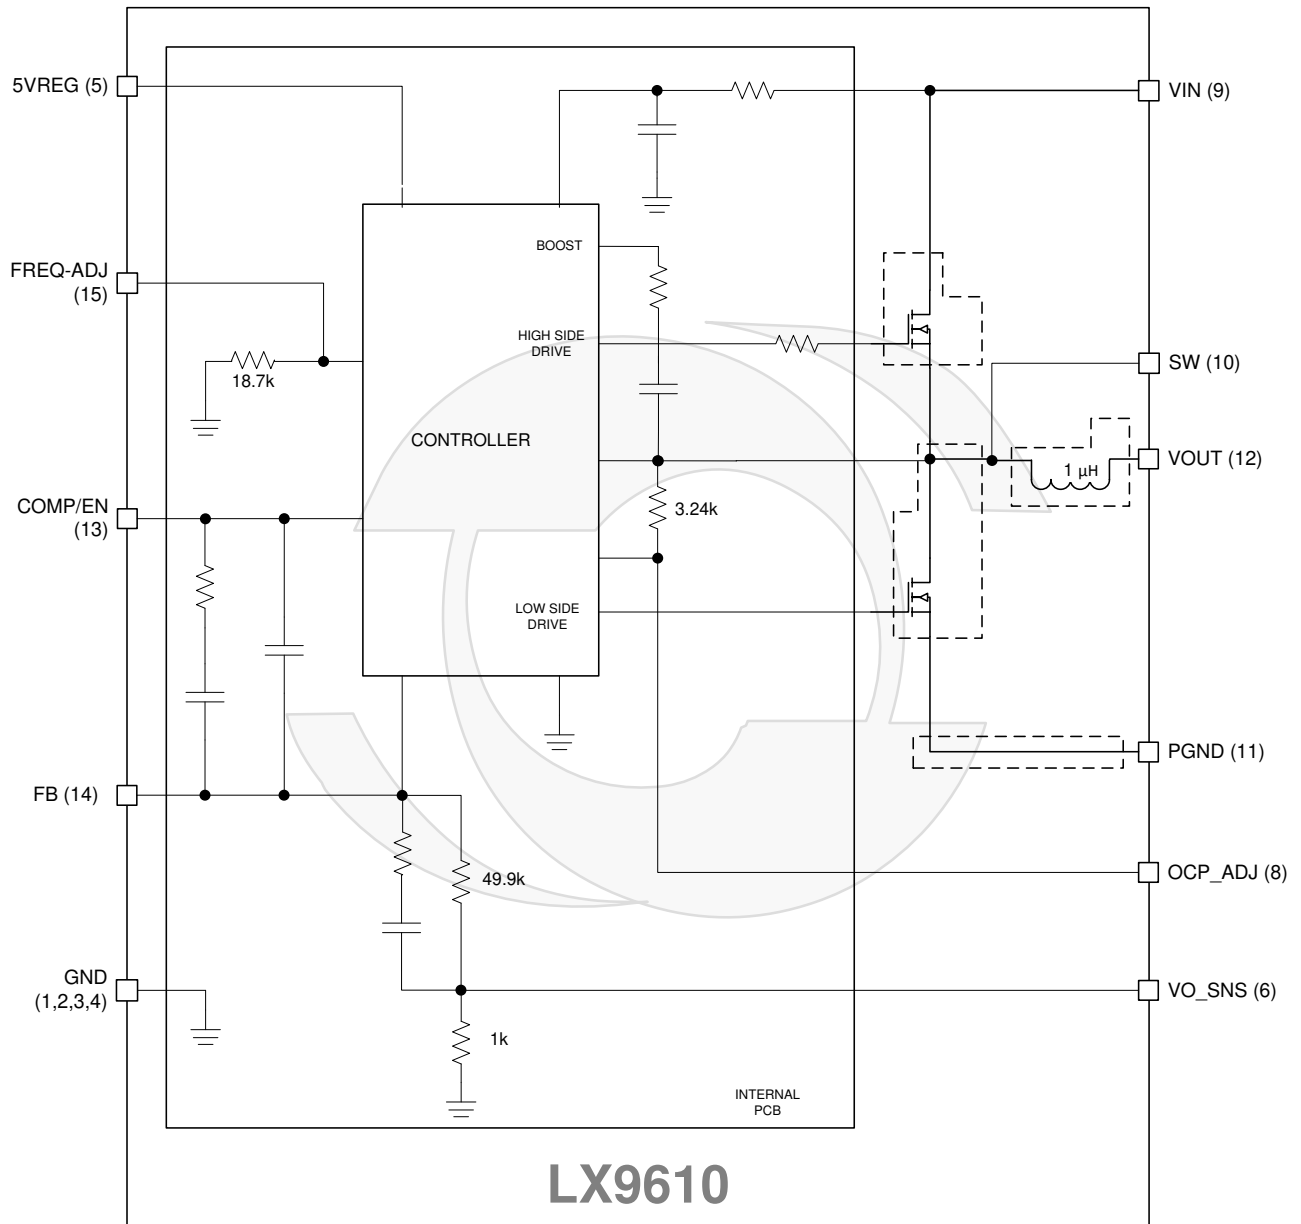 5VREG (5)
VIN (9)
BOOST
FREQ-ADJ
(15)
HIGH SIDE
DRIVE
SW (10)
18.7k
CONTROLLER
1 µH
VOUT (12)
COMP/EN
(13)
3.24k
LOW SIDE
DRIVE
PGND (11)
FB (14)
49.9k
OCP_ADJ (8)
GND
(1,2,3,4)
VO_SNS (6)
1k
INTERNAL
PCB
LX9610